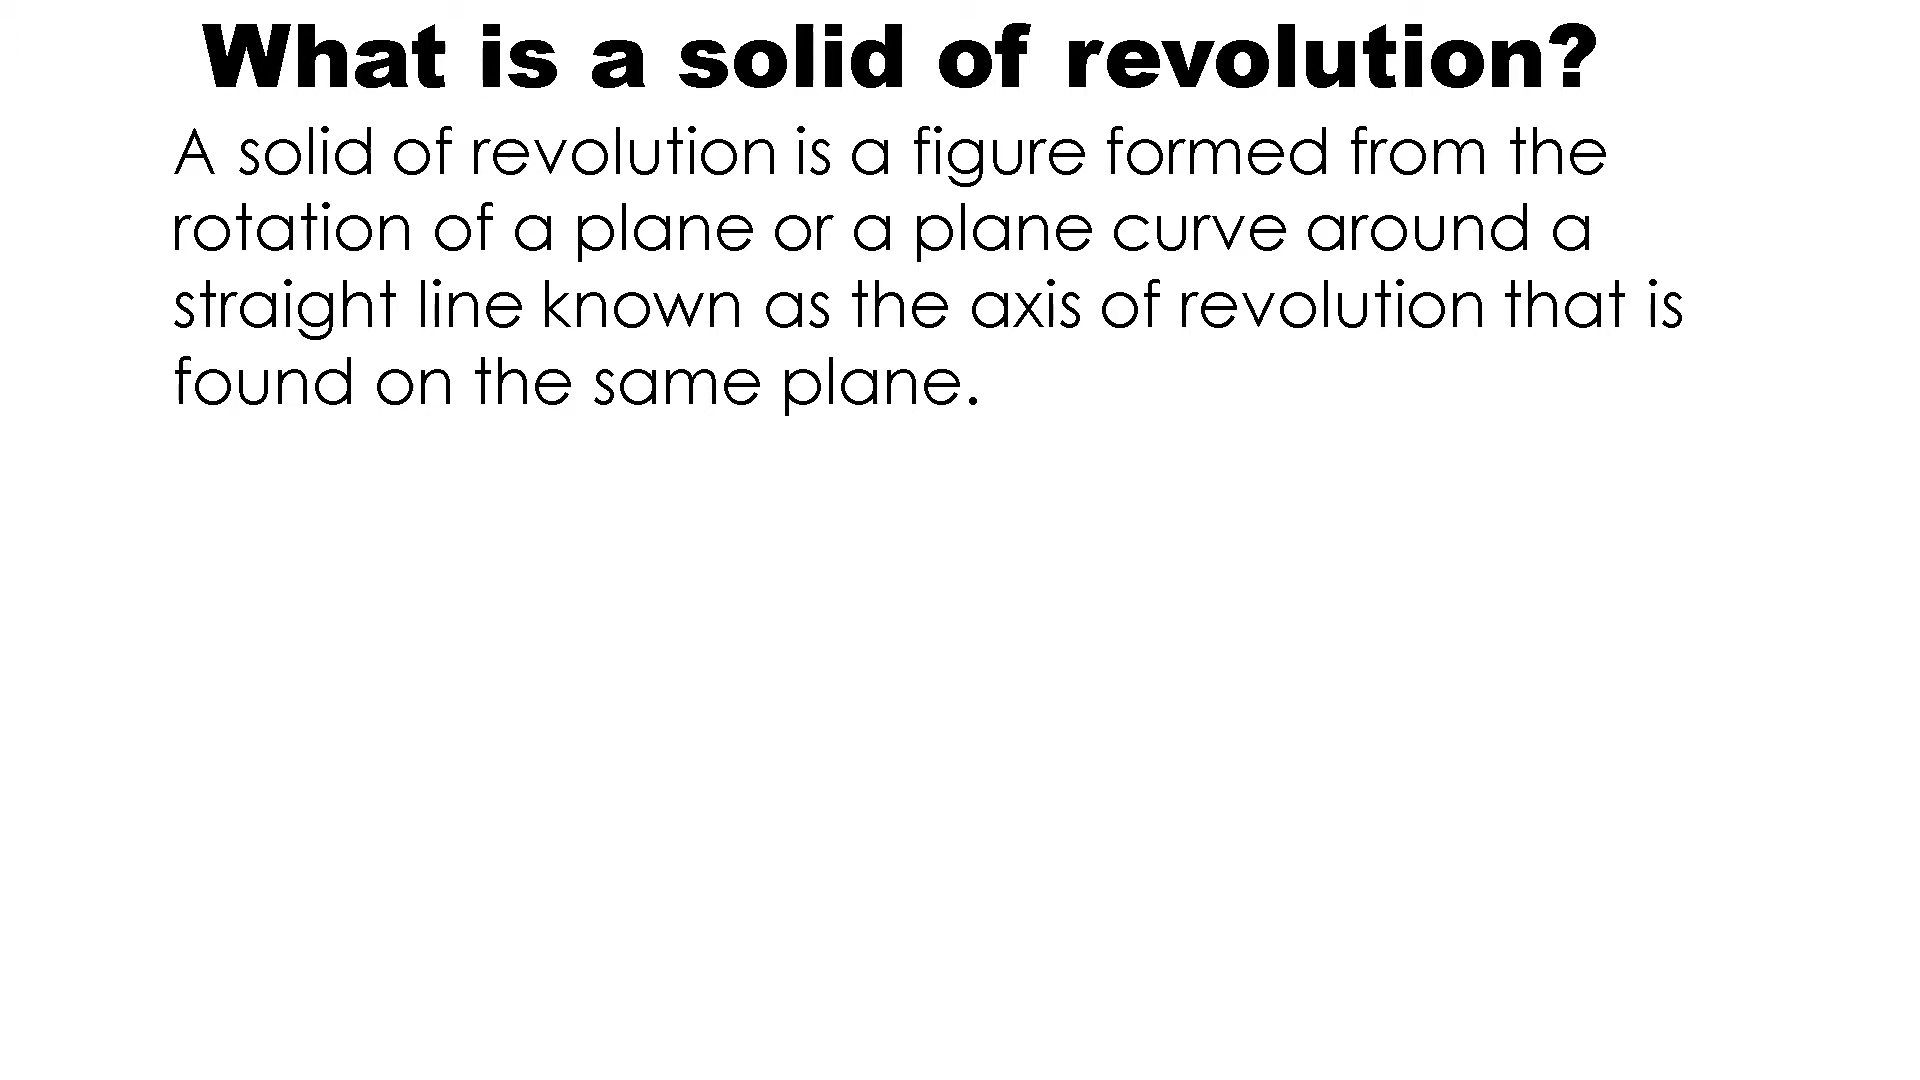 What is a solid of revolution?
A solid of revolution is a figure formed from the
rotation of a plane or a plane curve around a
straight line known as the axis of revolution that is
found on the same plane.